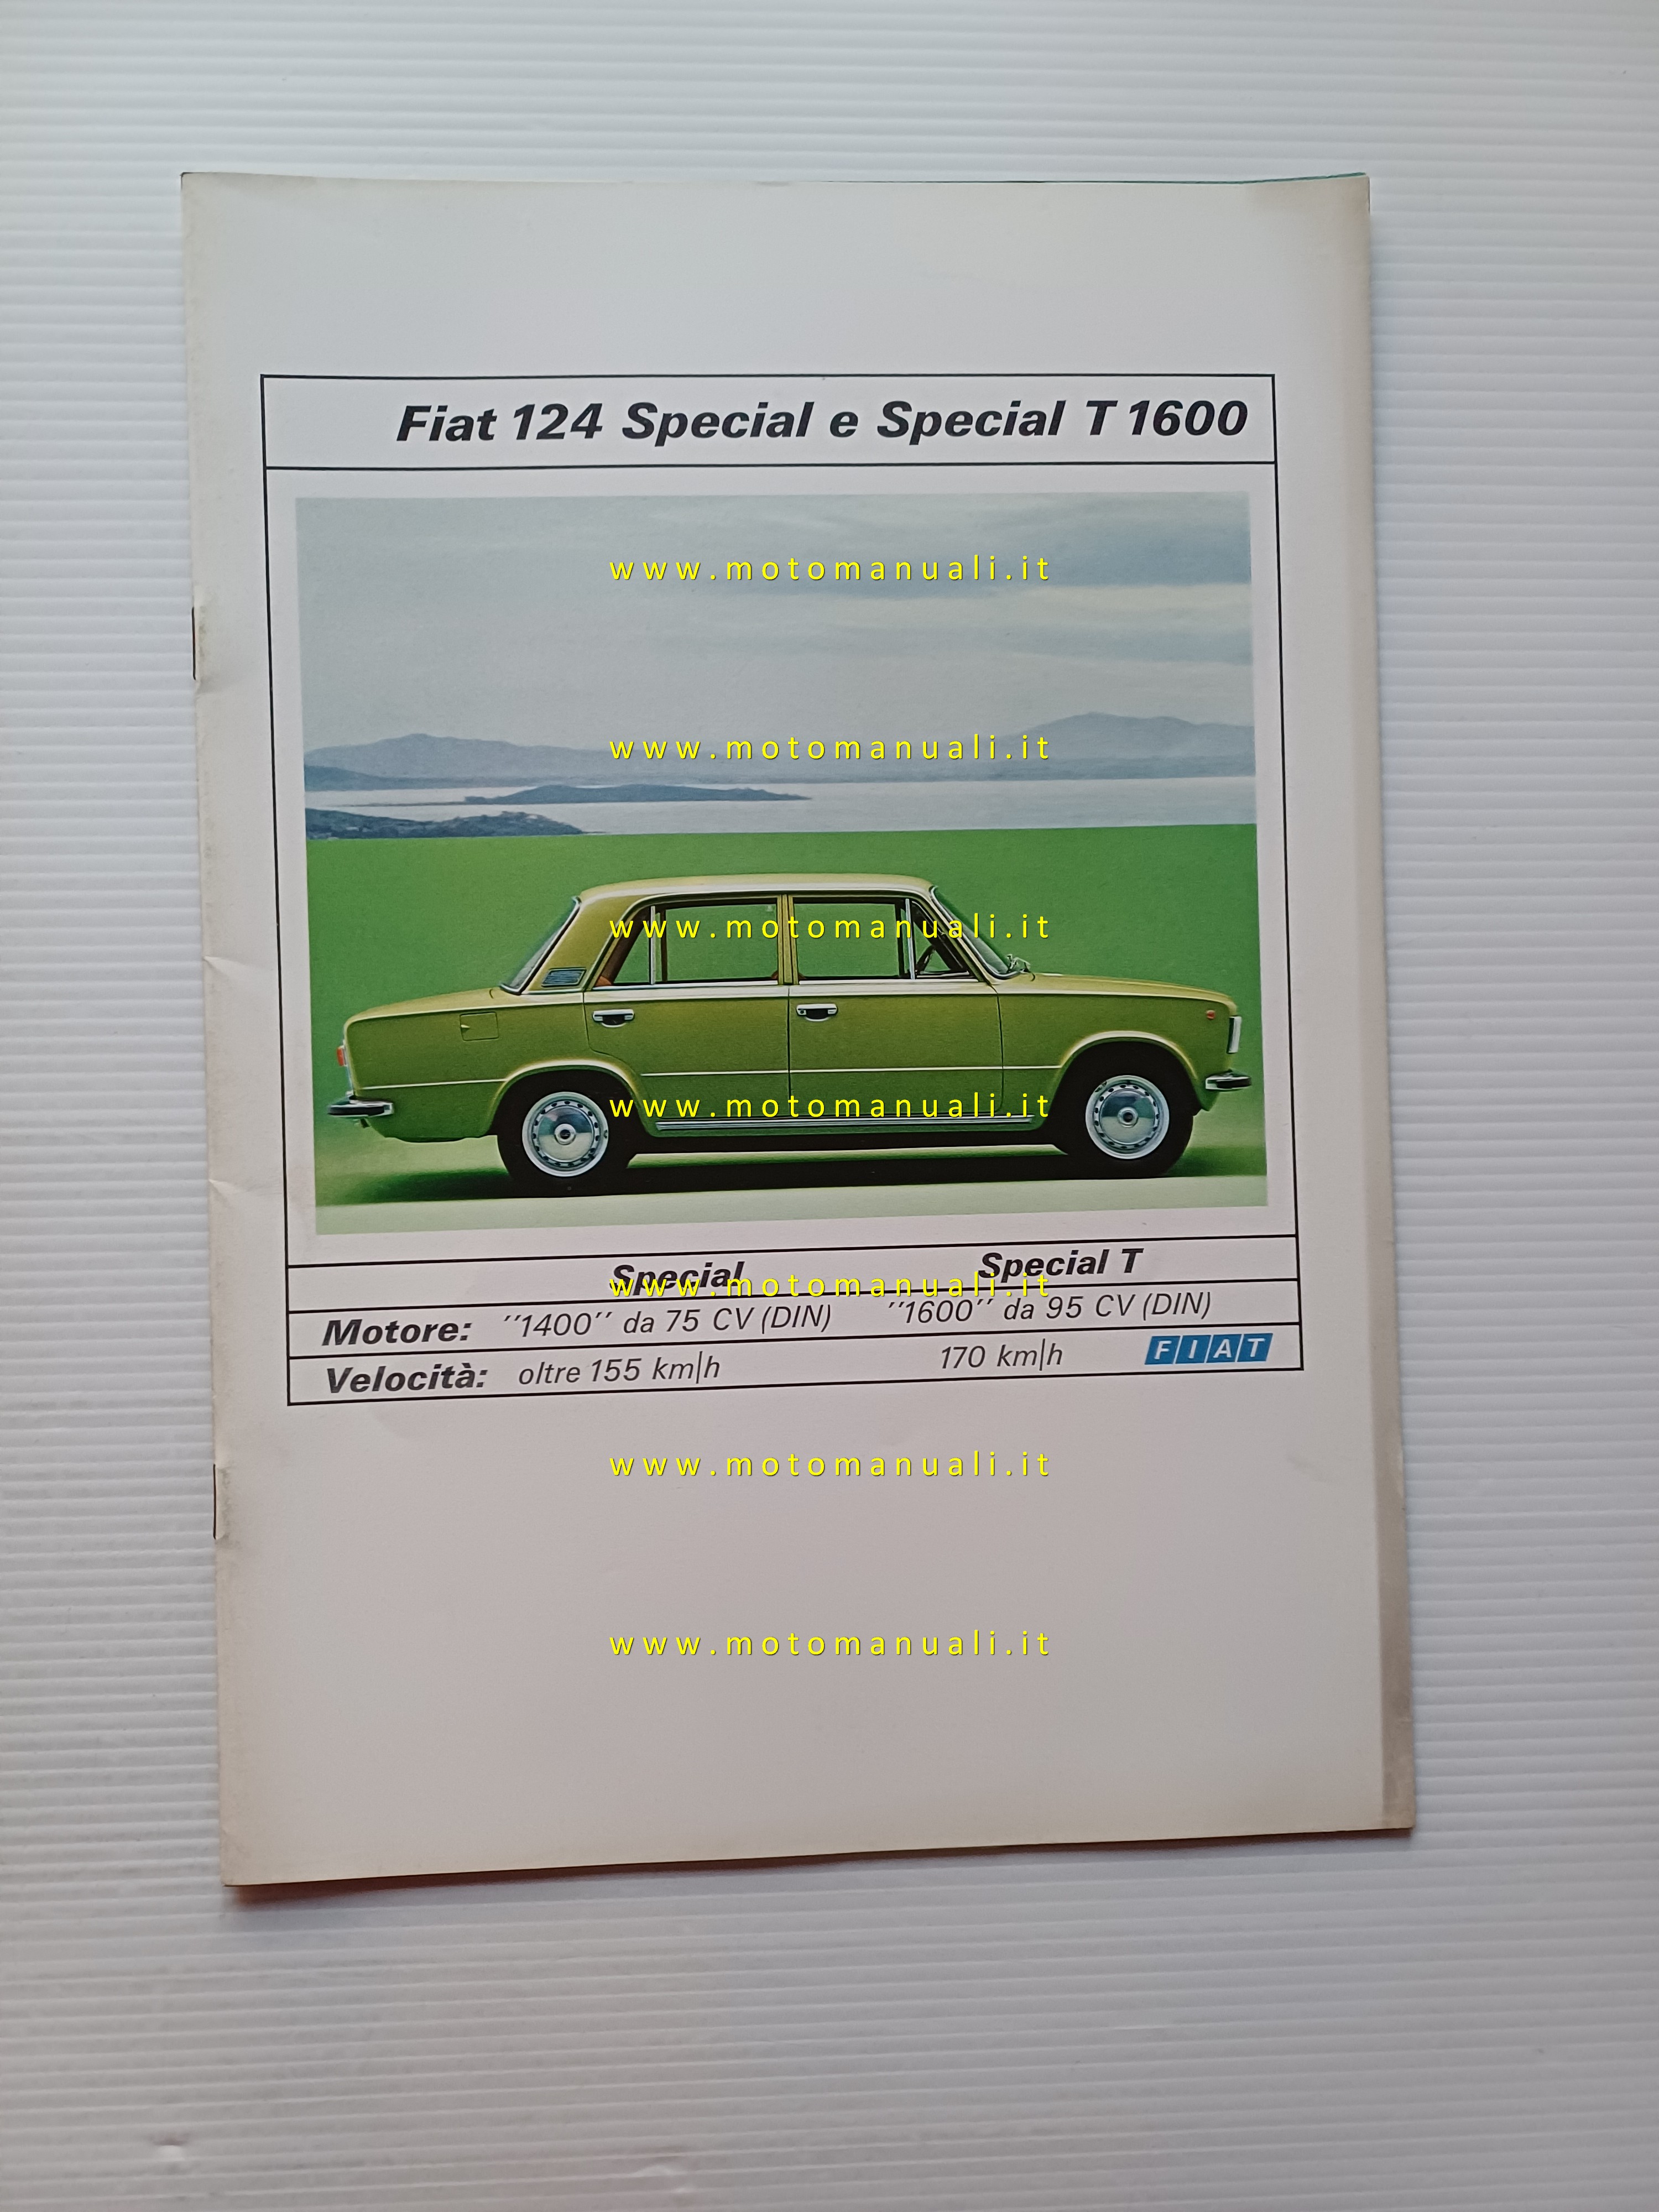 Fiat 124 Special e Special T 1600
www.motomanuali.it
www.motomanuali.it
www.motomanuali.it
www.motomanuali.it
Special Special T
www.motomanuali.it
Motore: ''1400'' da 75 CV (DIN) ''1600'' da 95 CV (DIN)
Velocità: oltre 155 km|h 170 km|h FIAT
www.motomanuali.it
www.motomanuali.it